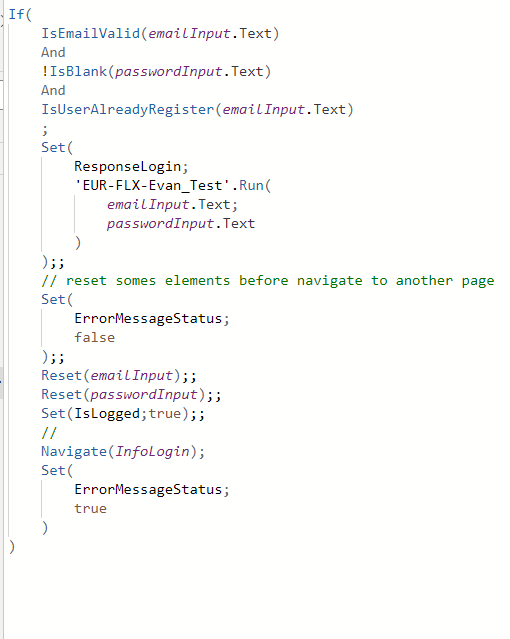 If(
IsEmailValid(emailInput.Text)
And
!IsBlank(passwordInput.Text)
And
IsUserAlreadyRegister(emailInput.Text)
;
Set(
ResponseLogin;
'EUR-FLX-Evan_Test'.Run(
emailInput.Text;
passwordInput.Text
)
);;
// reset somes elements before navigate to another page
Set(
ErrorMessageStatus;
false
);;
Reset(emailInput);;
Reset(passwordInput);;
Set(IsLogged;true);;
//
Navigate(InfoLogin);
Set(
ErrorMessageStatus;
true
)
)